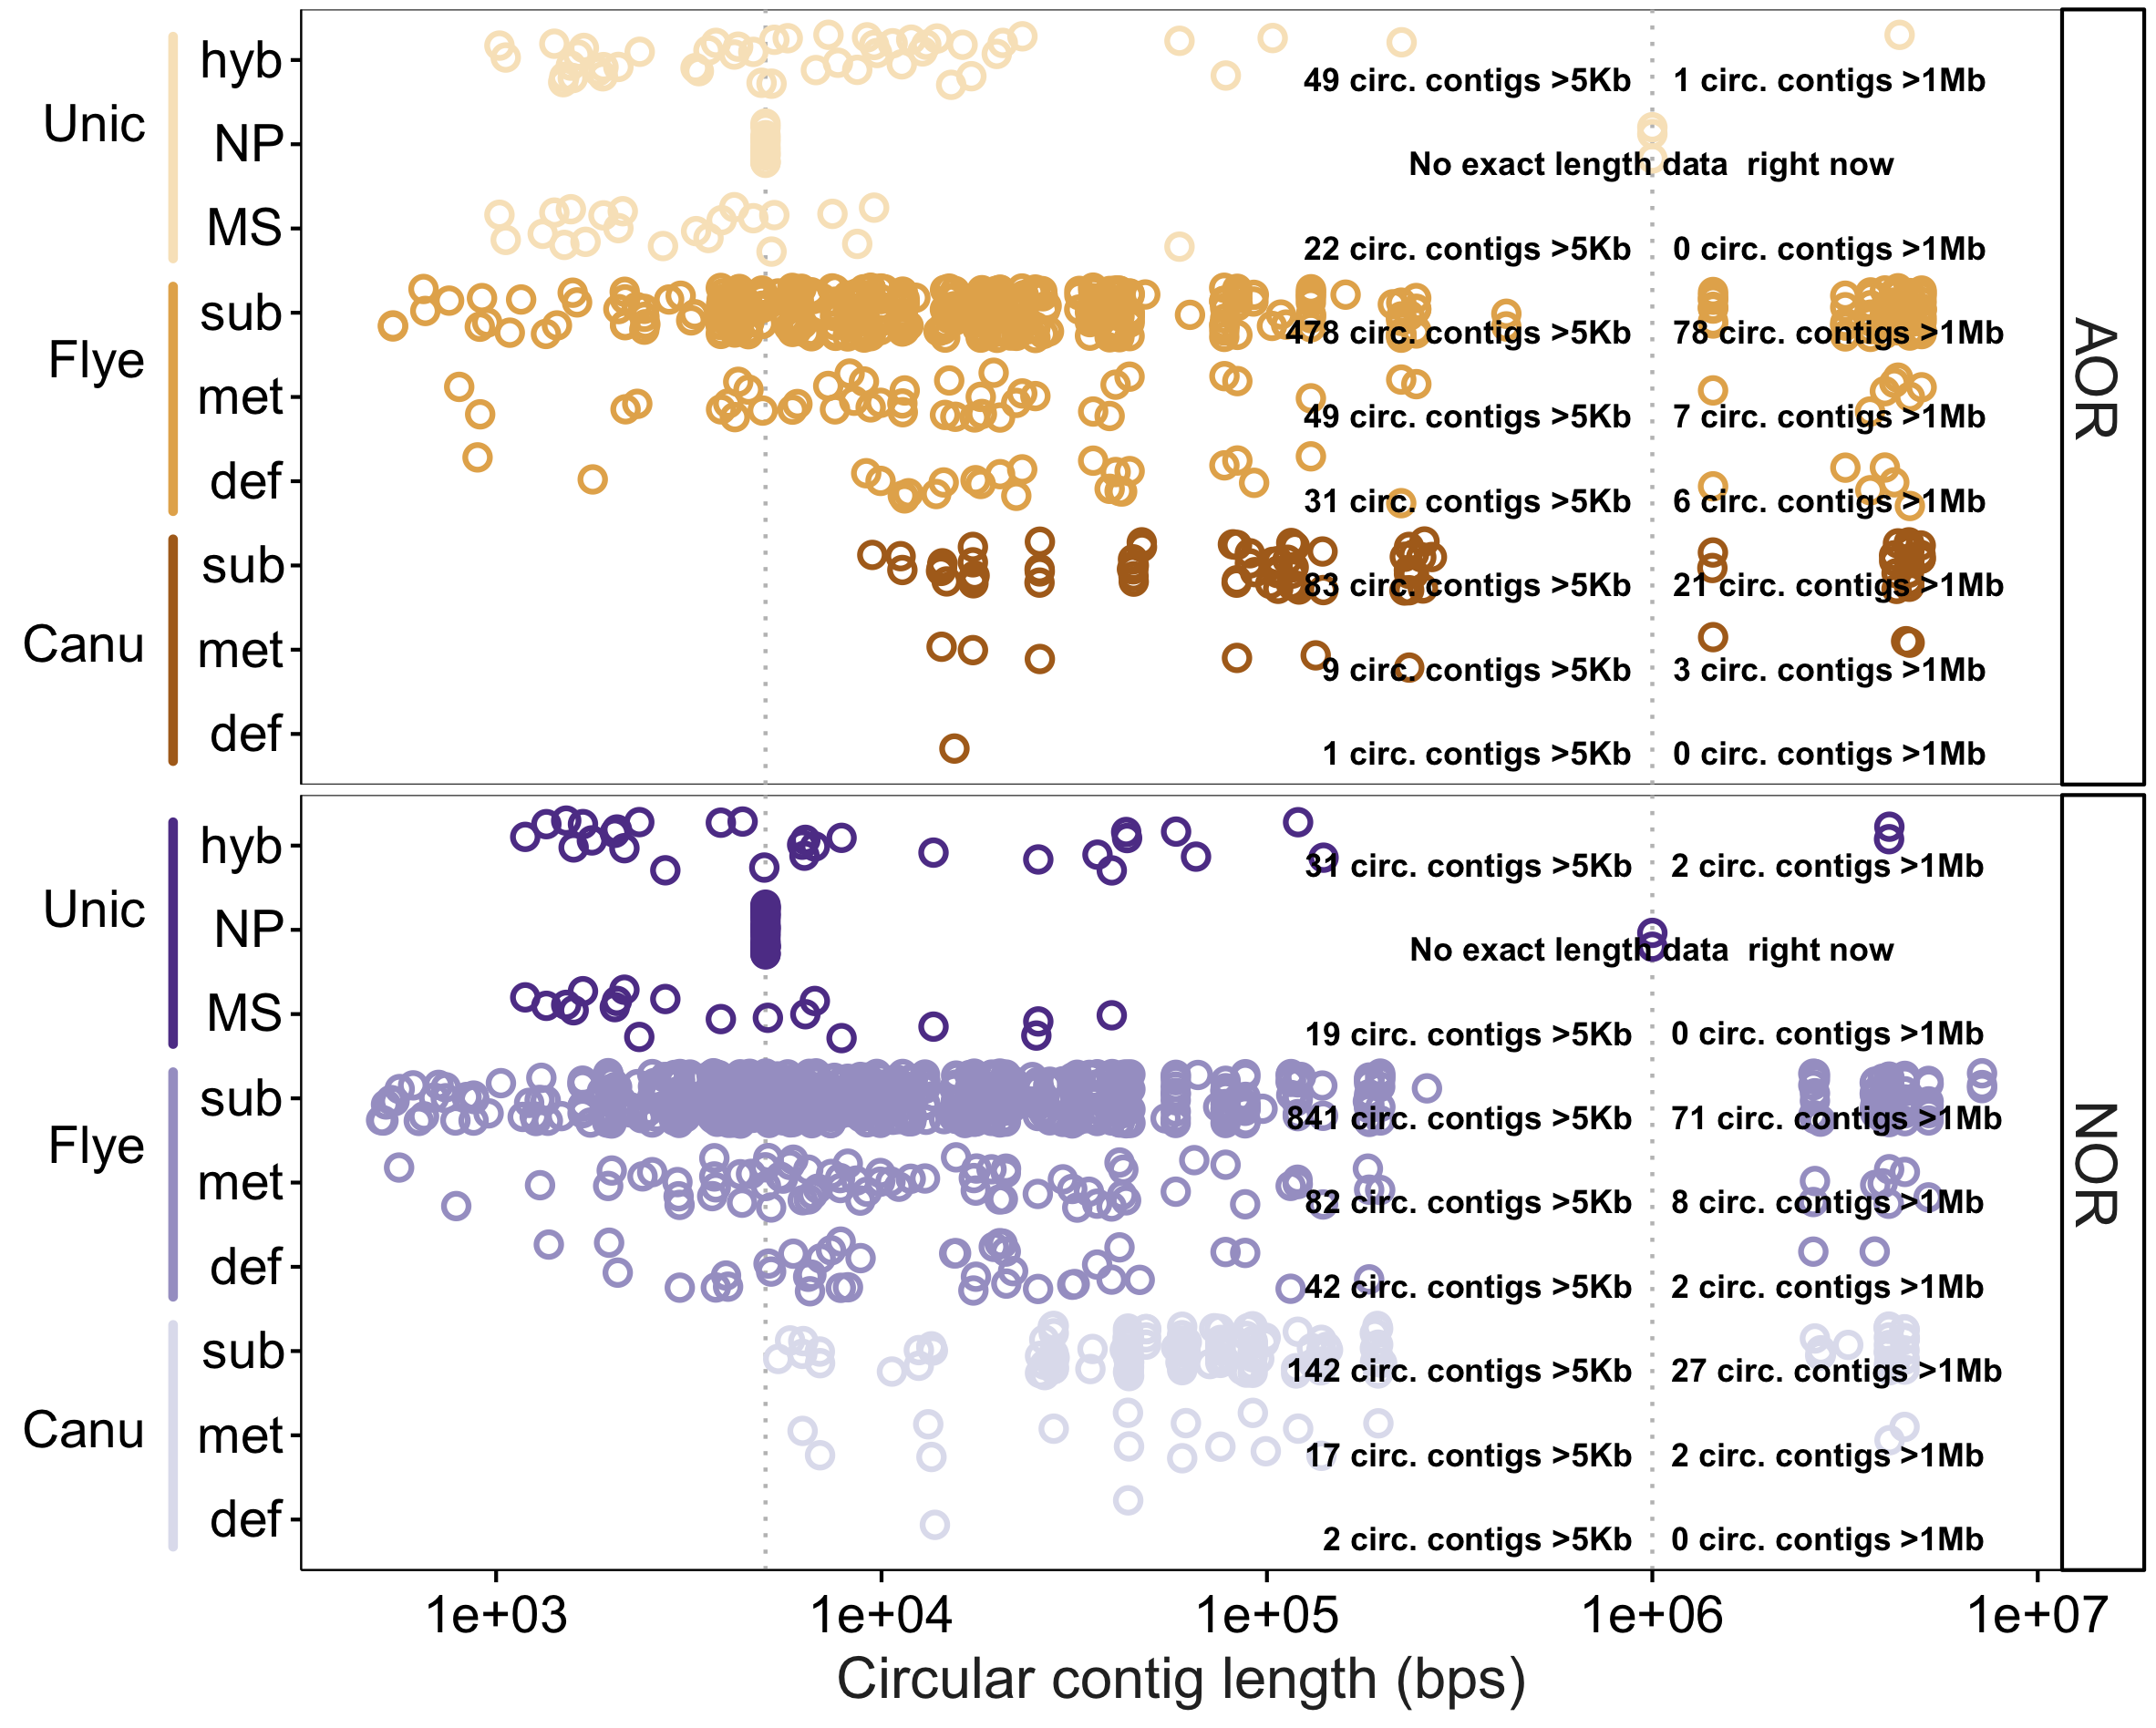 hyb
49 circ. contigs >5Kb 1 circ. contigs >1Mb
Unic
NP
No exact length data  right now
MS
22 circ. contigs >5Kb 0 circ. contigs >1Mb
sub
478 circ. contigs >5Kb 78 circ. contigs >1Mb
Flye
met
49 circ. contigs >5Kb 7 circ. contigs >1Mb
def
31 circ. contigs >5Kb 6 circ. contigs >1Mb
sub
83 circ. contigs >5Kb 21 circ. contigs >1Mb
Canu
met
9 circ. contigs >5Kb 3 circ. contigs >1Mb
def
1 circ. contigs >5Kb 0 circ. contigs >1Mb
AOR
hyb
31 circ. contigs >5Kb 2 circ. contigs >1Mb
Unic
NP
No exact length data  right now
MS
19 circ. contigs >5Kb 0 circ. contigs >1Mb
sub
841 circ. contigs >5Kb 71 circ. contigs >1Mb
Flye
met
82 circ. contigs >5Kb 8 circ. contigs >1Mb
def
42 circ. contigs >5Kb 2 circ. contigs >1Mb
sub
142 circ. contigs >5Kb 27 circ. contigs >1Mb
Canu
met
17 circ. contigs >5Kb 2 circ. contigs >1Mb
def
2 circ. contigs >5Kb 0 circ. contigs >1Mb
NOR
1e+03 1e+04 1e+05 1e+06 1e+07
Circular contig length (bps)